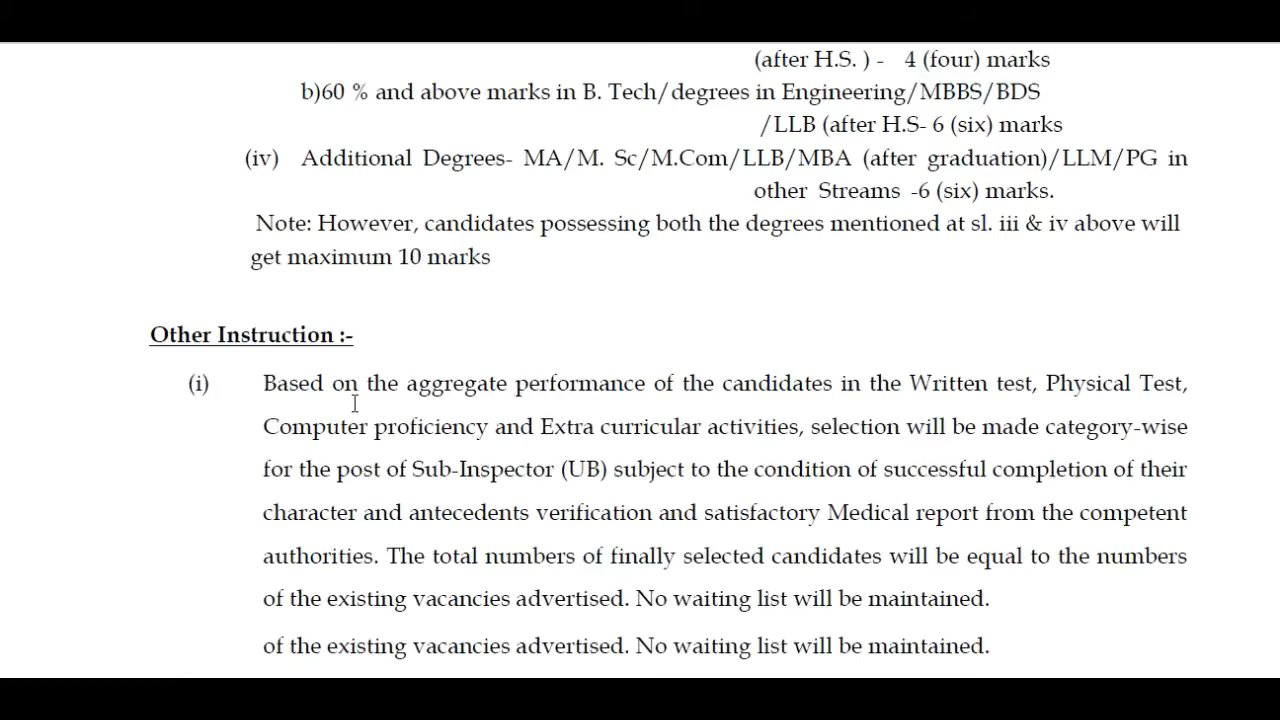 (after H.S. ) - 4 (four) marks
b)60 % and above marks in B. Tech/degrees in Engineering/MBBS/BDS
/LLB (after H.S- 6 (six) marks
(iv) Additional Degrees- MA/M. Sc/M.Com/LLB/MBA (after graduation)/LLM/PG in
other Streams -6 (six) marks.
Note: However, candidates possessing both the degrees mentioned at sl. iii & iv above will
get maximum 10 marks
Other Instruction :-
(i) Based on the aggregate performance of the candidates in the Written test, Physical Test,
Computer proficiency and Extra curricular activities, selection will be made category-wise
for the post of Sub-Inspector (UB) subject to the condition of successful completion of their
character and antecedents verification and satisfactory Medical report from the competent
authorities. The total numbers of finally selected candidates will be equal to the numbers
of the existing vacancies advertised. No waiting list will be maintained.
of the existing vacancies advertised. No waiting list will be maintained.